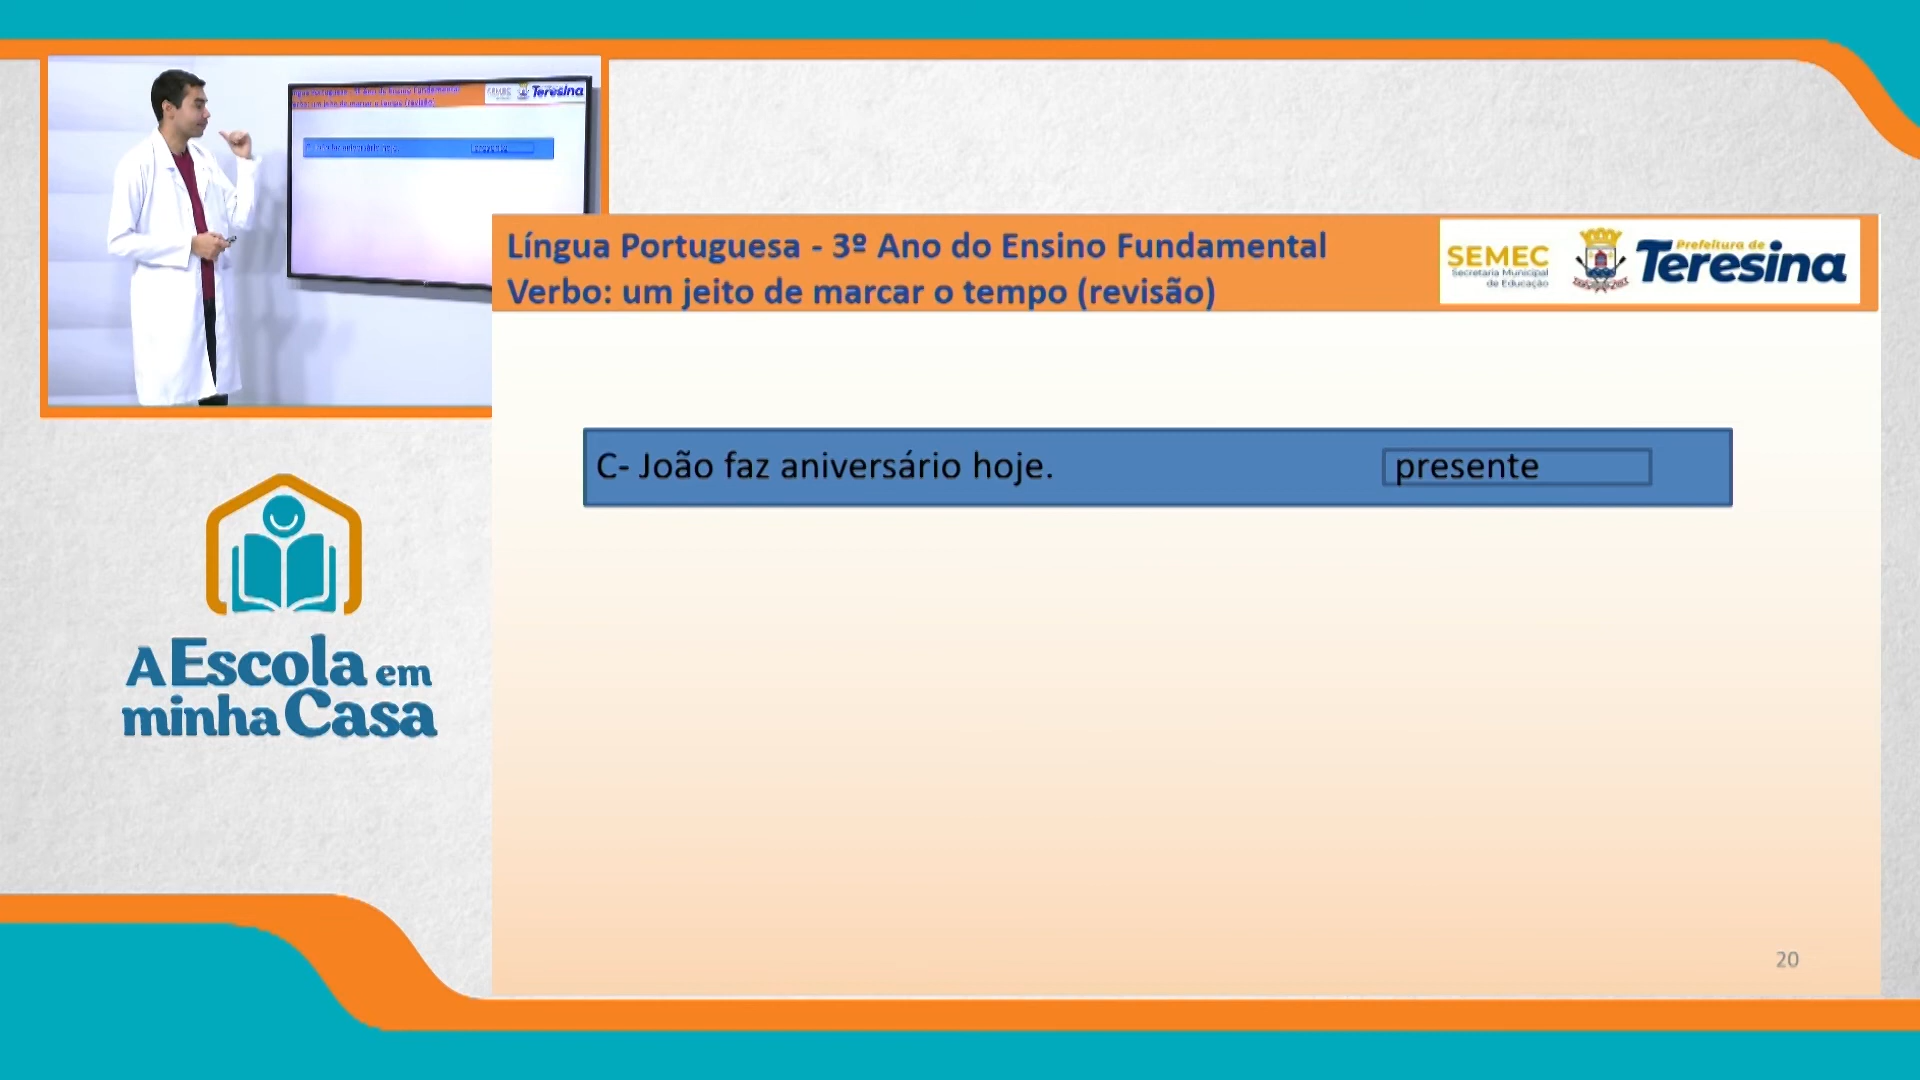 Língua Portuguesa - 3º Ano do Ensino Fundamental
Verbo: um jeito de marcar o tempo (revisão)
SEMEC
Secretaria Municipal
de Educação
Prefeitura de
Teresina
C- João faz aniversário hoje.
presente
A Escola em
minha Casa
20